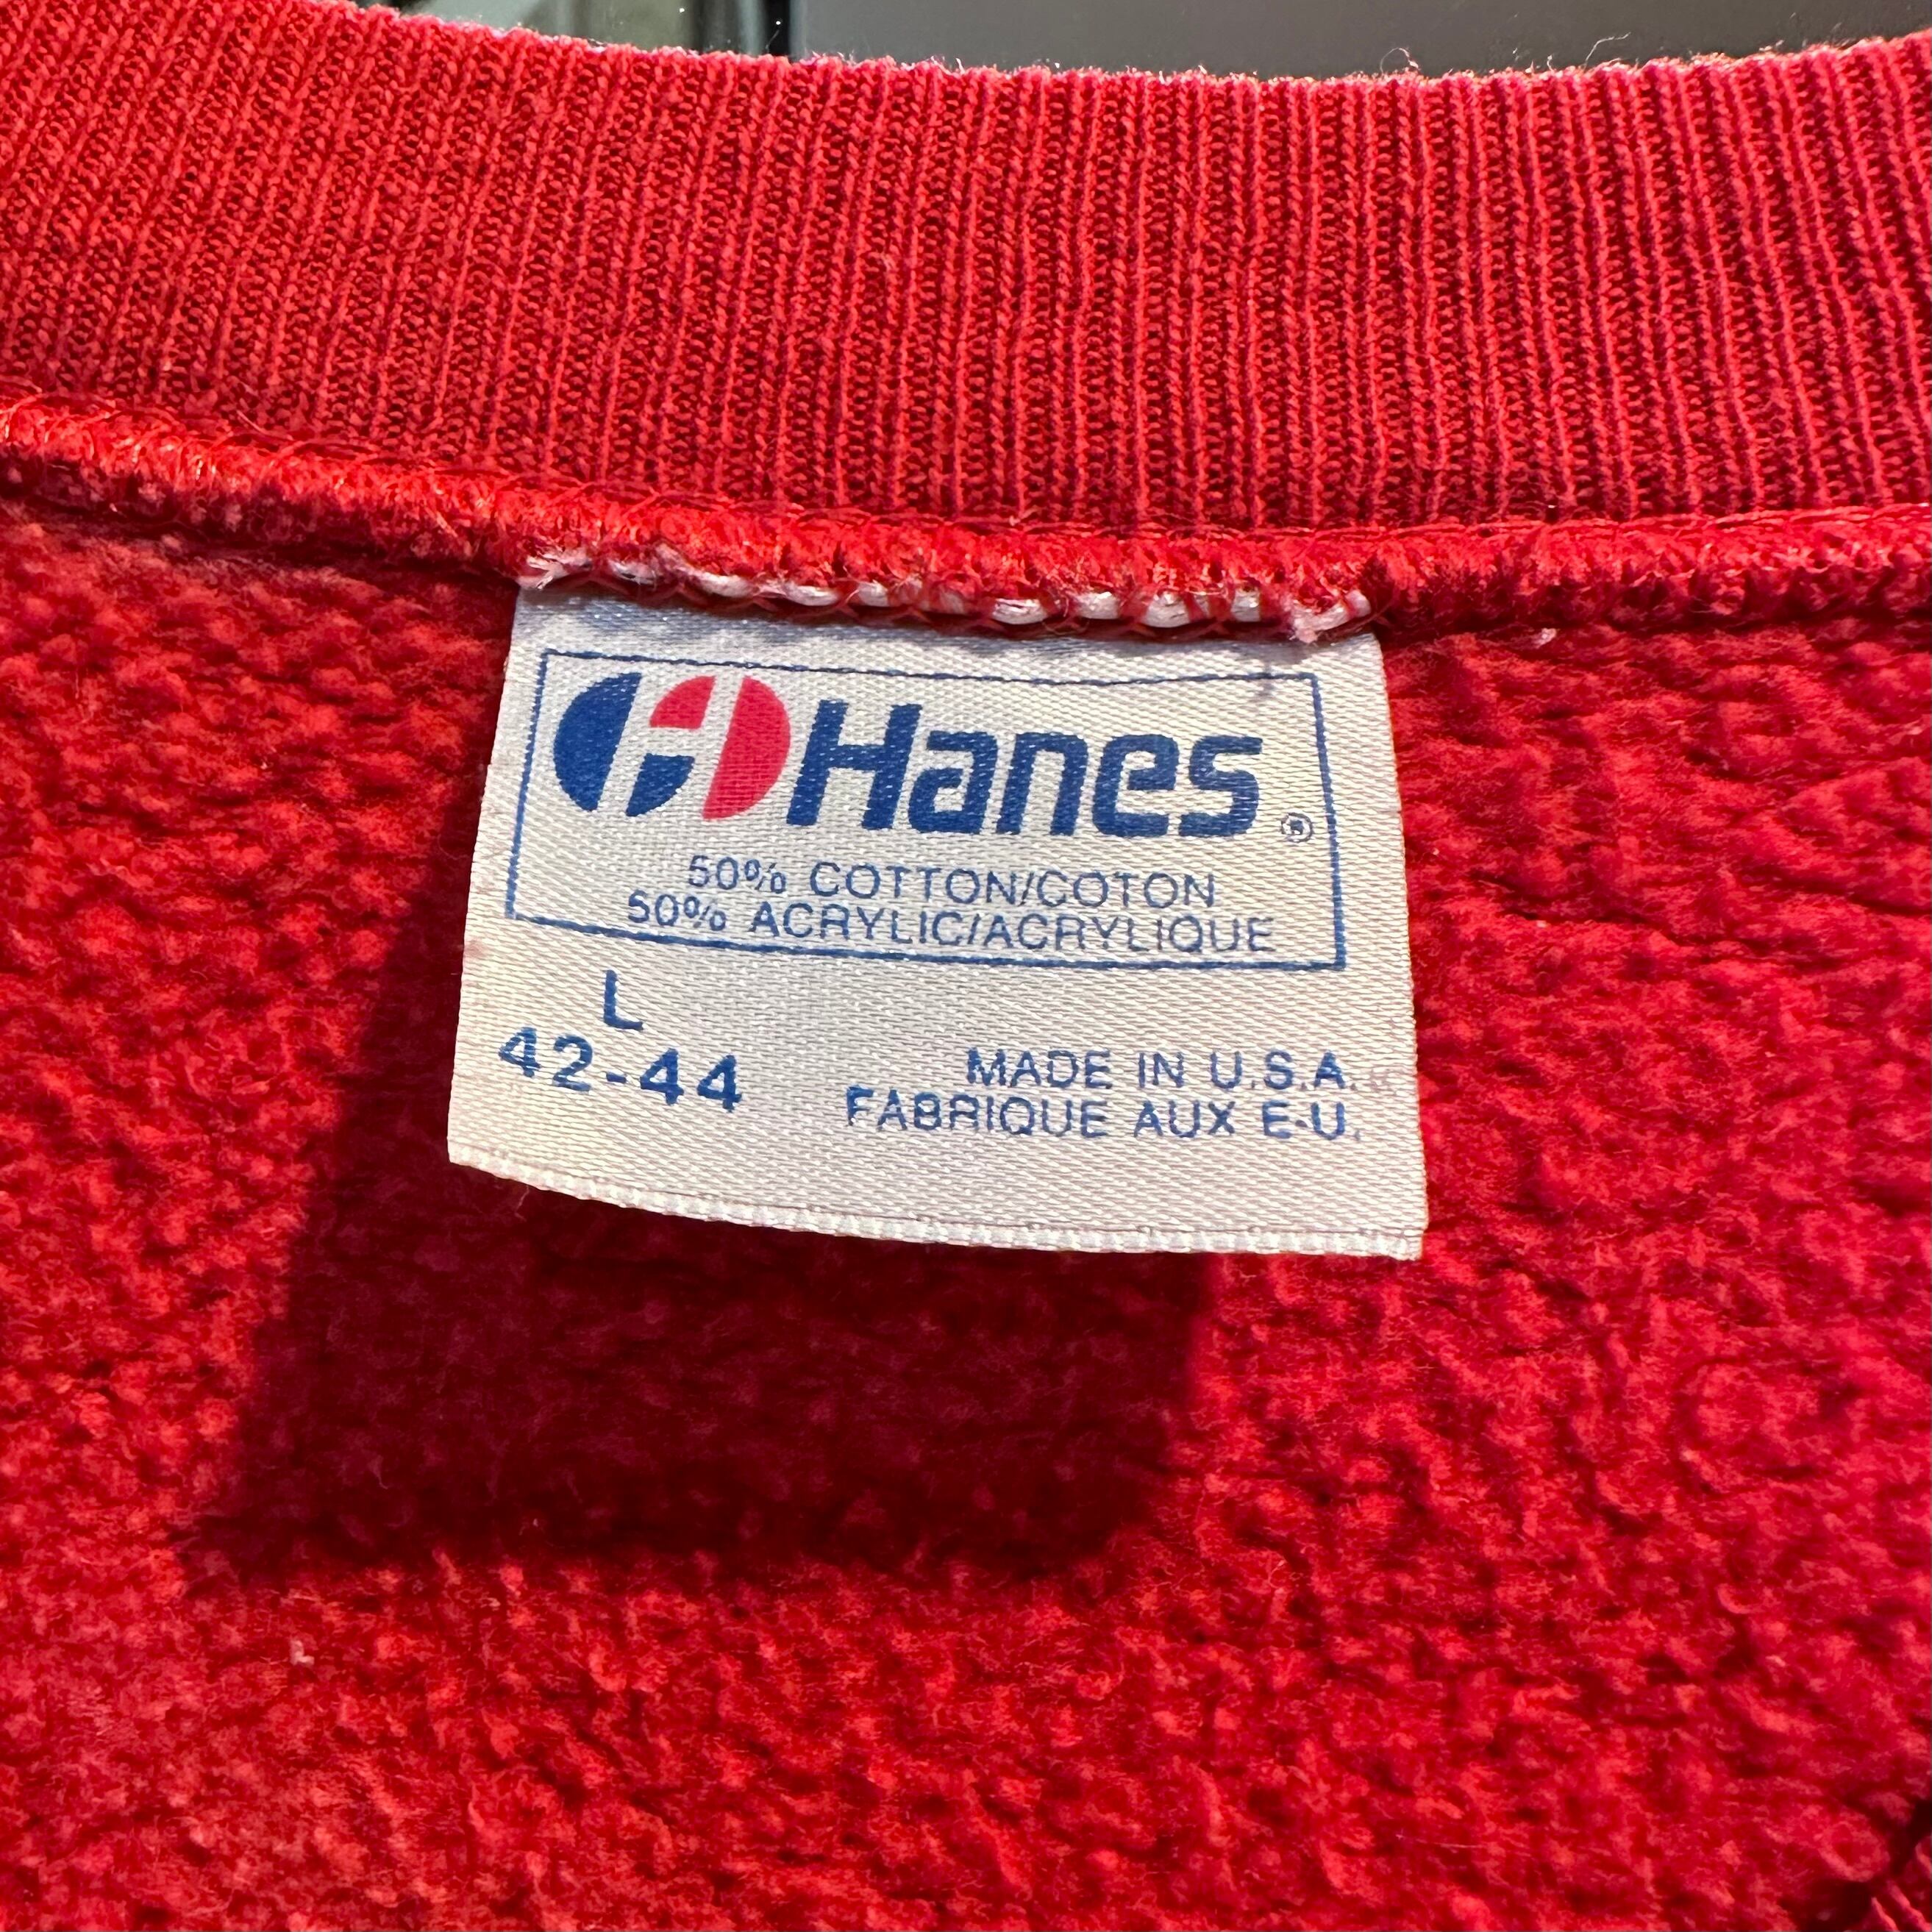 Hanes®
50% COTTON/COTON
50% ACRYLIC/ACRYLIQUE
L
42-44
MADE IN U.S.A.
FABRIQUE AUX E-U.